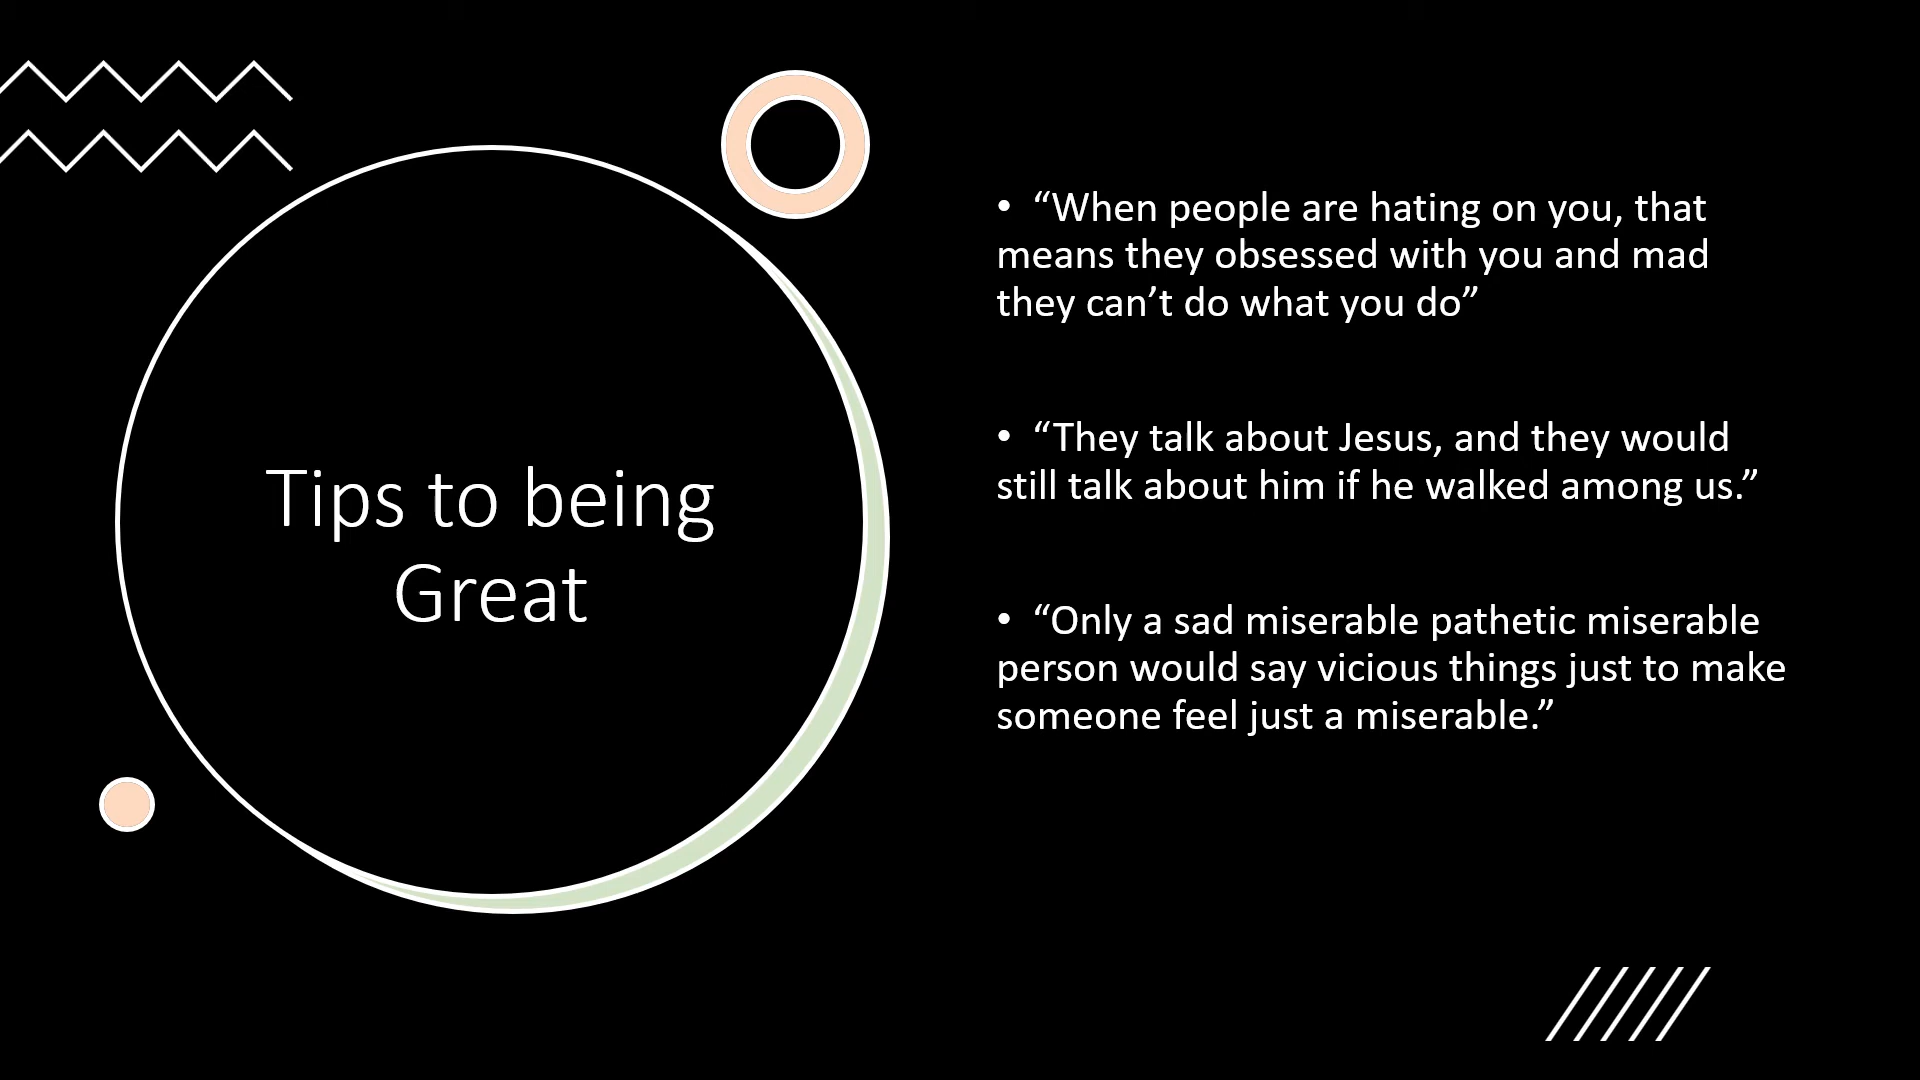 Tips to being
Great
• “When people are hating on you, that
means they obsessed with you and mad
they can’t do what you do”
• “They talk about Jesus, and they would
still talk about him if he walked among us.”
• “Only a sad miserable pathetic miserable
person would say vicious things just to make
someone feel just a miserable.”